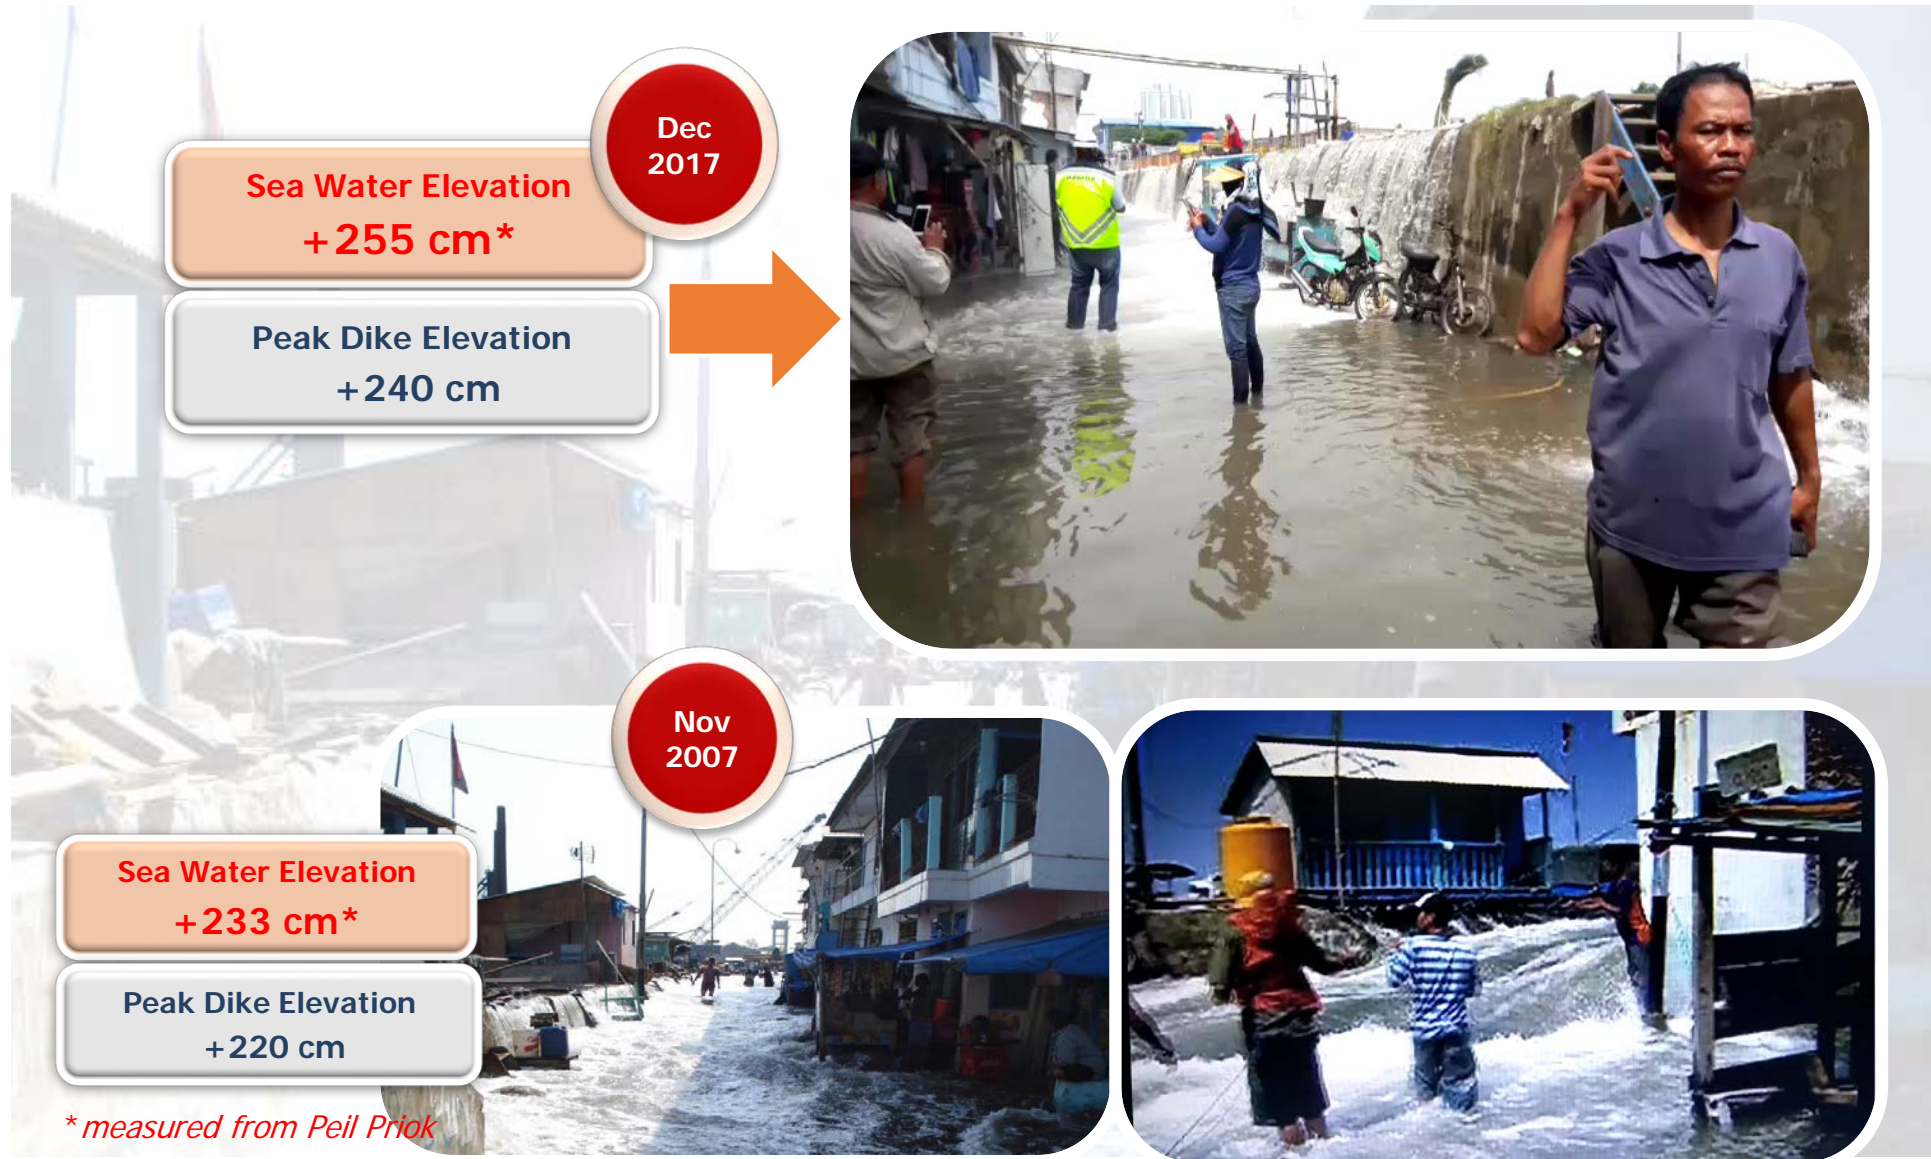 Dec
2017
Sea Water Elevation
+255 cm*
Peak Dike Elevation
+240 cm
Nov
2007
Sea Water Elevation
+233 cm*
Peak Dike Elevation
+220 cm
*measured from Peil Priok